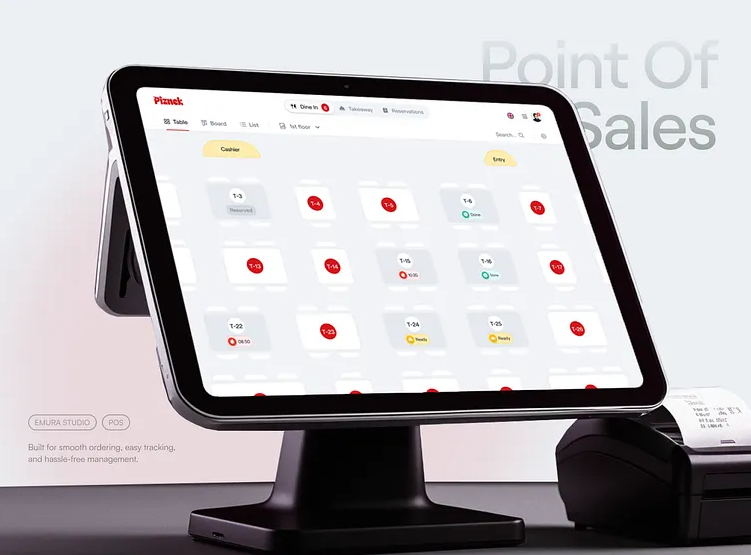 Point Of
Sales
Piznek
Dine In
Takeaway
Reservations
Table
Board
List
1st floor
Search...
Cashier
Entry
T-3
Reserved
T-4
T-5
T-6
Done
T-7
T-13
T-14
T-15
10:20
T-16
Done
T-17
T-22
08:50
T-23
T-24
Ready
T-25
Ready
T-26
EMURA STUDIO
POS
Built for smooth ordering, easy tracking,
and hassle-free management.